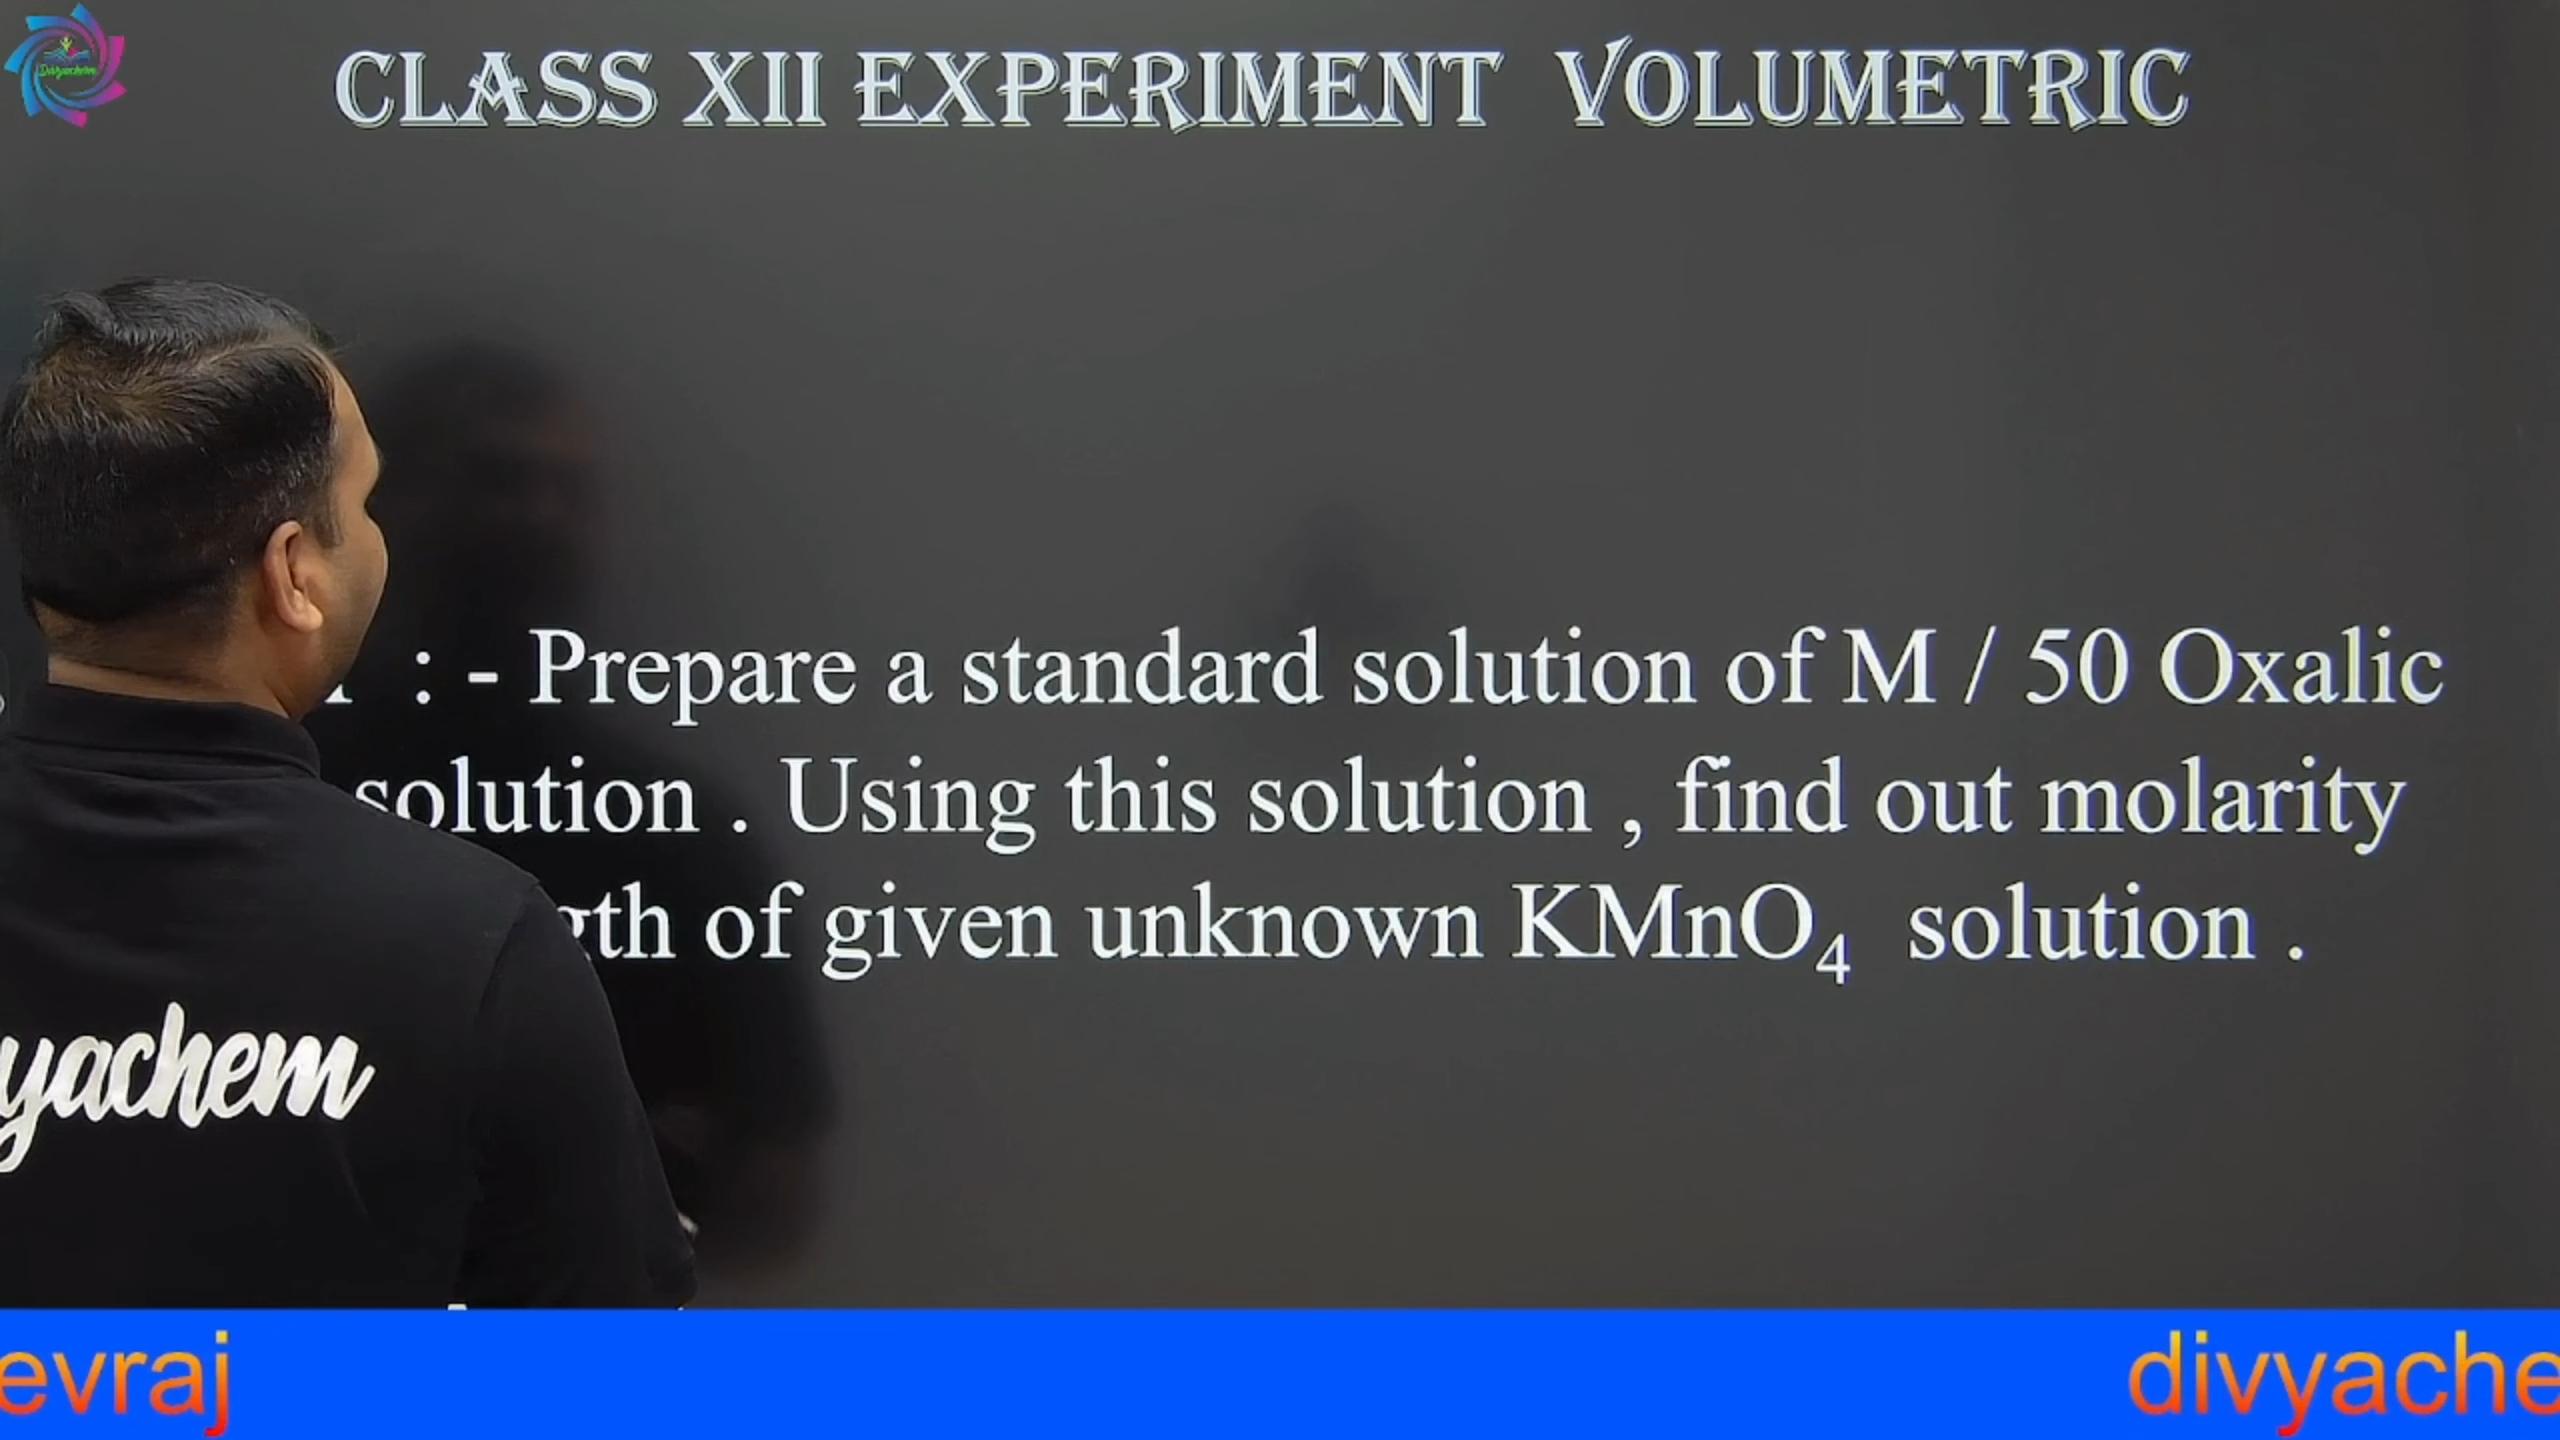 Divyachem
CLASS XII EXPERIMENT VOLUMETRIC
: - Prepare a standard solution of M / 50 Oxalic
solution . Using this solution , find out molarity
of given unknown KMnO₄ solution .
yachem
evraj
divyache